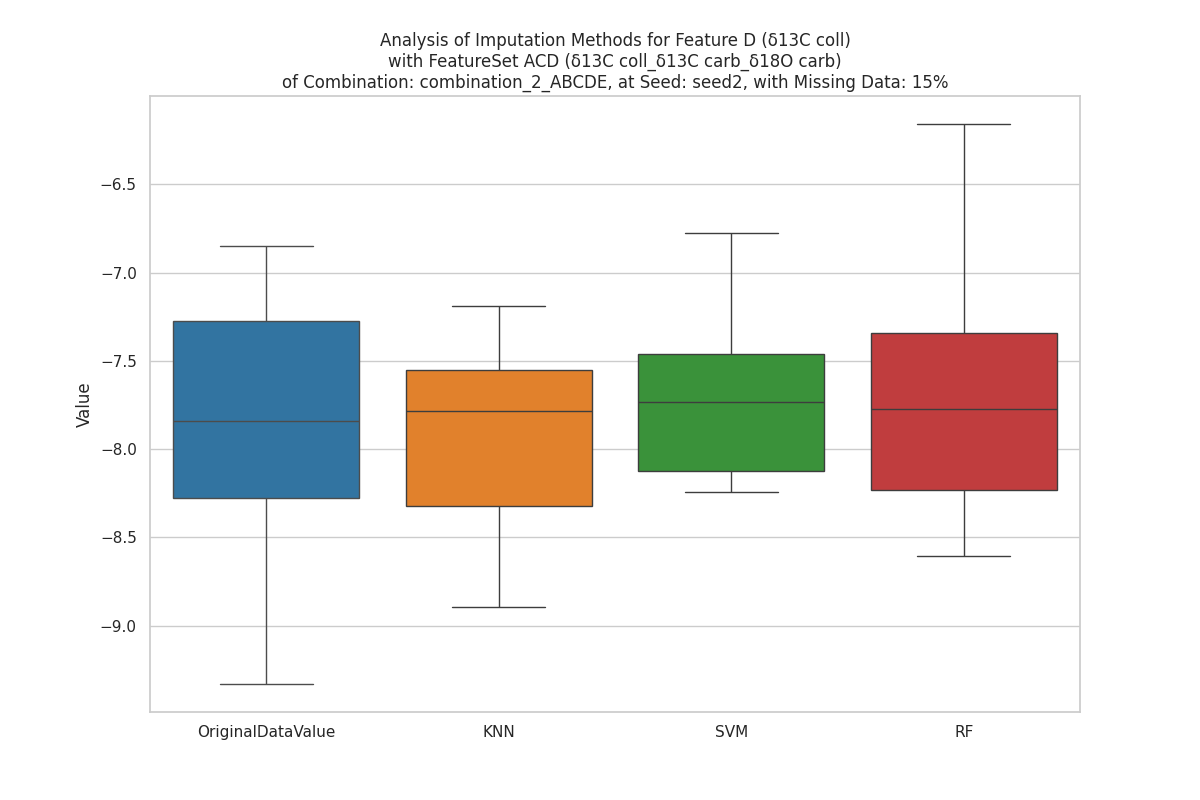 Analysis of Imputation Methods for Feature D (δ13C coll)
with FeatureSet ACD (δ13C coll_δ13C carb_δ18O carb)
of Combination: combination_2_ABCDE, at Seed: seed2, with Missing Data: 15%
−6.5
−7.0
−7.5
−8.0
−8.5
−9.0
Value
OriginalDataValue
KNN
SVM
RF